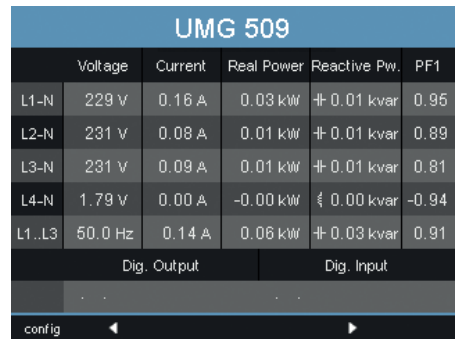 UMG 509
Voltage Current Real Power Reactive Pw. PF1
L1-N 229 V 0.16 A 0.03 kW 0.01 kvar 0.95
L2-N 231 V 0.08 A 0.01 kW 0.01 kvar 0.89
L3-N 231 V 0.09 A 0.01 kW 0.01 kvar 0.81
L4-N 1.79 V 0.00 A -0.00 kW 0.00 kvar -0.94
L1..L3 50.0 Hz 0.14 A 0.06 kW 0.03 kvar 0.91
Dig. Output Dig. Input
config